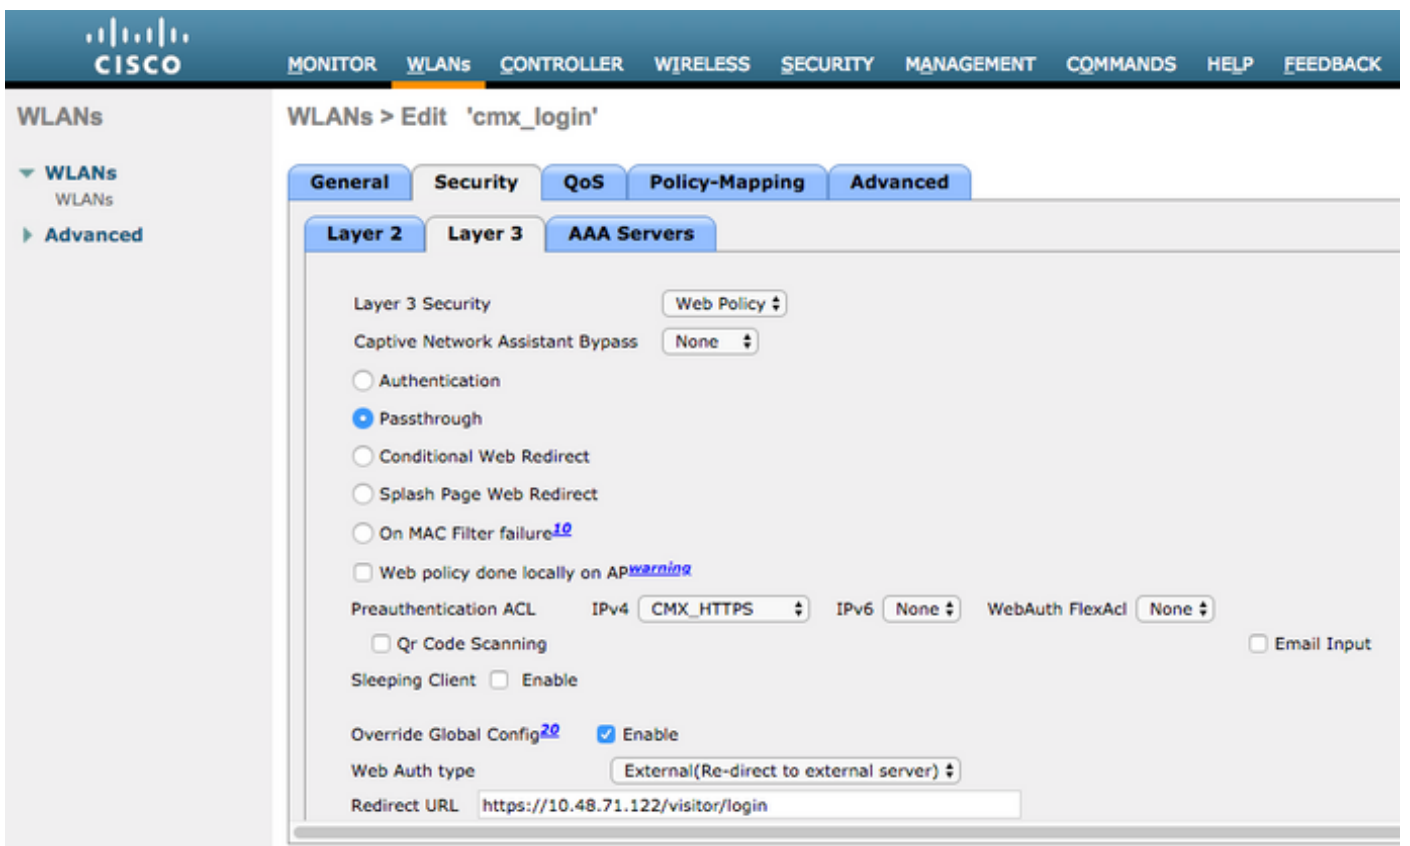 CISCO
MONITOR WLANs CONTROLLER WIRELESS SECURITY MANAGEMENT COMMANDS HELP FEEDBACK
WLANs
WLANs > Edit 'cmx_login'
WLANs
WLANs
Advanced
General Security QoS Policy-Mapping Advanced
Layer 2 Layer 3 AAA Servers
Layer 3 Security Web Policy
Captive Network Assistant Bypass None
Authentication
Passthrough
Conditional Web Redirect
Splash Page Web Redirect
On MAC Filter failure10
Web policy done locally on APwarning
Preauthentication ACL IPv4 CMX_HTTPS IPv6 None WebAuth FlexAcl None
Qr Code Scanning Email Input
Sleeping Client Enable
Override Global Config20 Enable
Web Auth type External(Re-direct to external server)
Redirect URL https://10.48.71.122/visitor/login